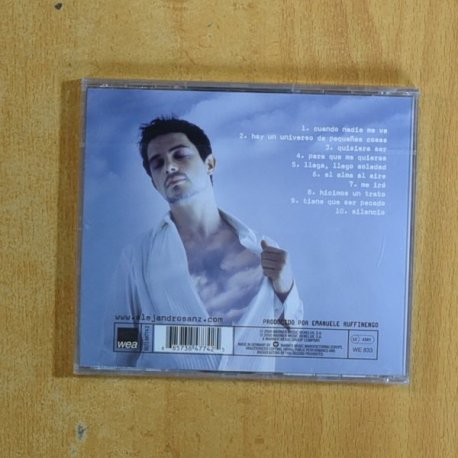 1. cuando nadie me ve
2. hay un universo de pequeñas cosas
3. quisiera ser
4. para que me quieras
5. llega, llego soledad
6. el alma al aire
7. me iré
8. hicimos un trato
9. tiene que ser pecado
10. silencio
www.alejandrosanz.com
PRODUCIDO POR EMANUELE RUFFINENGO
wea
WE 833